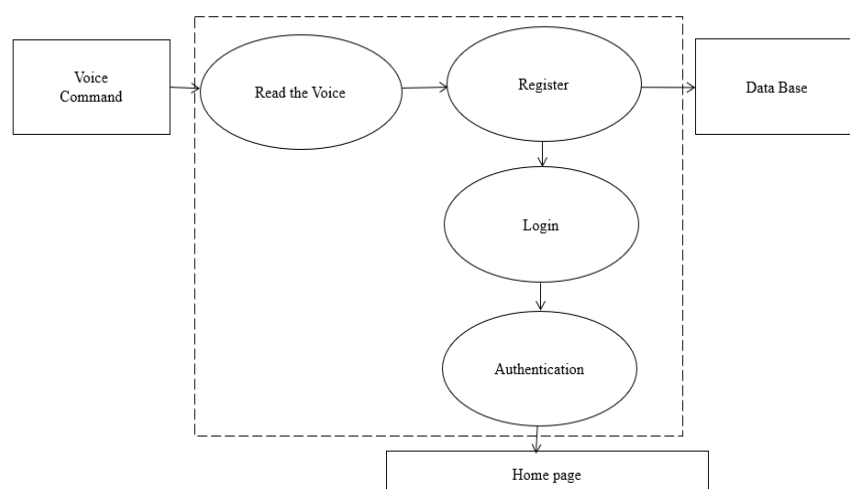 Voice
Command
Read the Voice
Register
Data Base
Login
Authentication
Home page